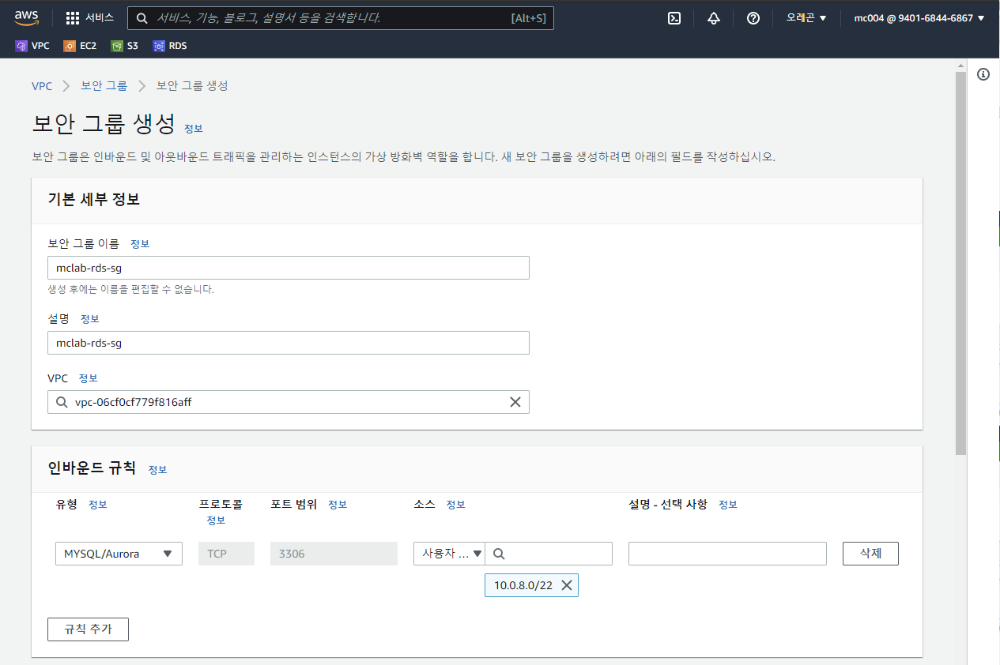 aws
서비스
서비스, 기능, 블로그, 설명서 등을 검색합니다.
[Alt+S]
오레곤
mc004 @ 9401-6844-6867
VPC
EC2
S3
RDS
VPC
보안 그룹
보안 그룹 생성
보안 그룹 생성 정보
보안 그룹은 인바운드 및 아웃바운드 트래픽을 관리하는 인스턴스의 가상 방화벽 역할을 합니다. 새 보안 그룹을 생성하려면 아래의 필드를 작성하십시오.
기본 세부 정보
보안 그룹 이름 정보
mclab-rds-sg
생성 후에는 이름을 편집할 수 없습니다.
설명 정보
mclab-rds-sg
VPC 정보
vpc-06cf0cf779f816aff
인바운드 규칙 정보
유형 정보
프로토콜
정보
포트 범위 정보
소스 정보
설명 - 선택 사항 정보
MYSQL/Aurora
TCP
3306
사용자 ...
삭제
10.0.8.0/22
규칙 추가